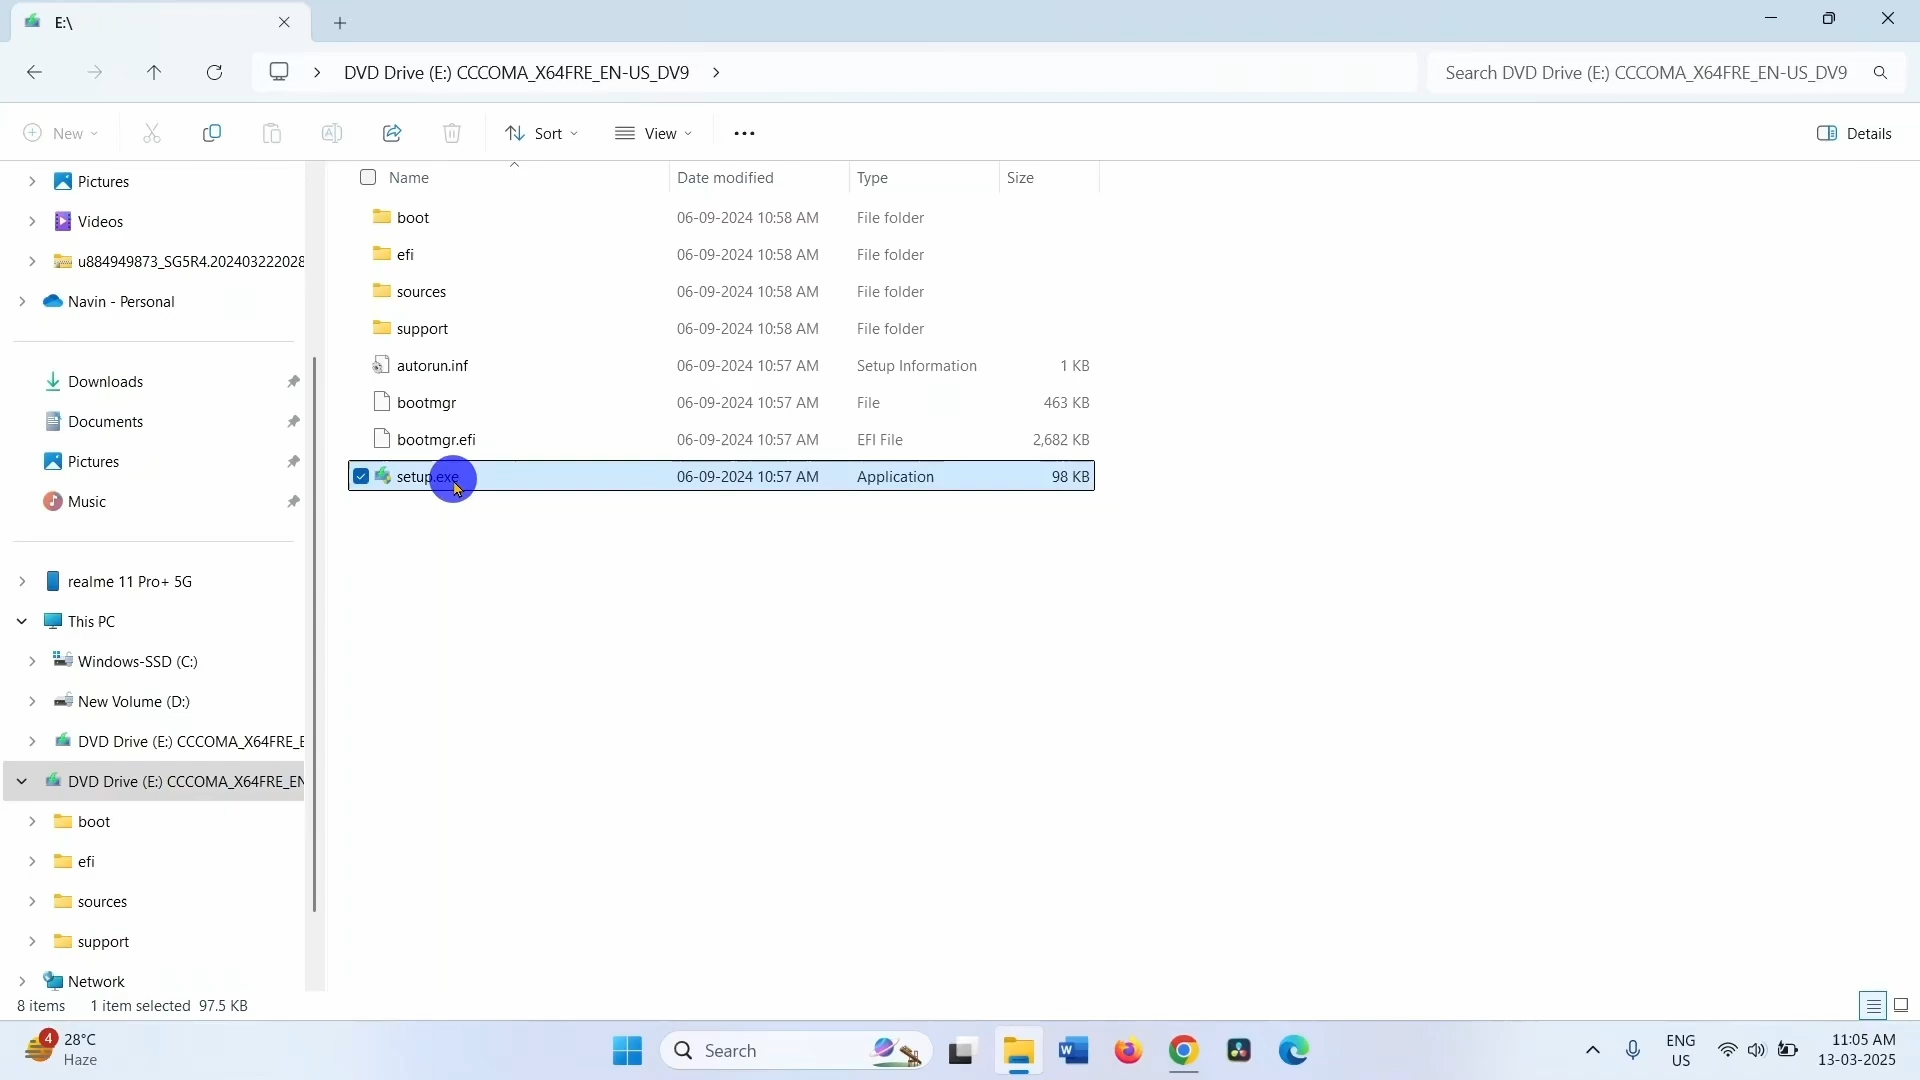 E:\
DVD Drive (E:) CCCOMA_X64FRE_EN-US_DV9
Search DVD Drive (E:) CCCOMA_X64FRE_EN-US_DV9
New
Sort
View
Details
Pictures
Videos
u884949873_SG5R4.202403222028
Navin - Personal
Downloads
Documents
Pictures
Music
realme 11 Pro+ 5G
This PC
Windows-SSD (C:)
New Volume (D:)
DVD Drive (E:) CCCOMA_X64FRE_E
DVD Drive (E:) CCCOMA_X64FRE_EN
boot
efi
sources
support
Network
Name Date modified Type Size
boot 06-09-2024 10:58 AM File folder
efi 06-09-2024 10:58 AM File folder
sources 06-09-2024 10:58 AM File folder
support 06-09-2024 10:58 AM File folder
autorun.inf 06-09-2024 10:57 AM Setup Information 1 KB
bootmgr 06-09-2024 10:57 AM File 463 KB
bootmgr.efi 06-09-2024 10:57 AM EFI File 2,682 KB
setup.exe 06-09-2024 10:57 AM Application 98 KB
8 items 1 item selected 97.5 KB
4 28°C
Haze
Search
ENG
US
11:05 AM
13-03-2025